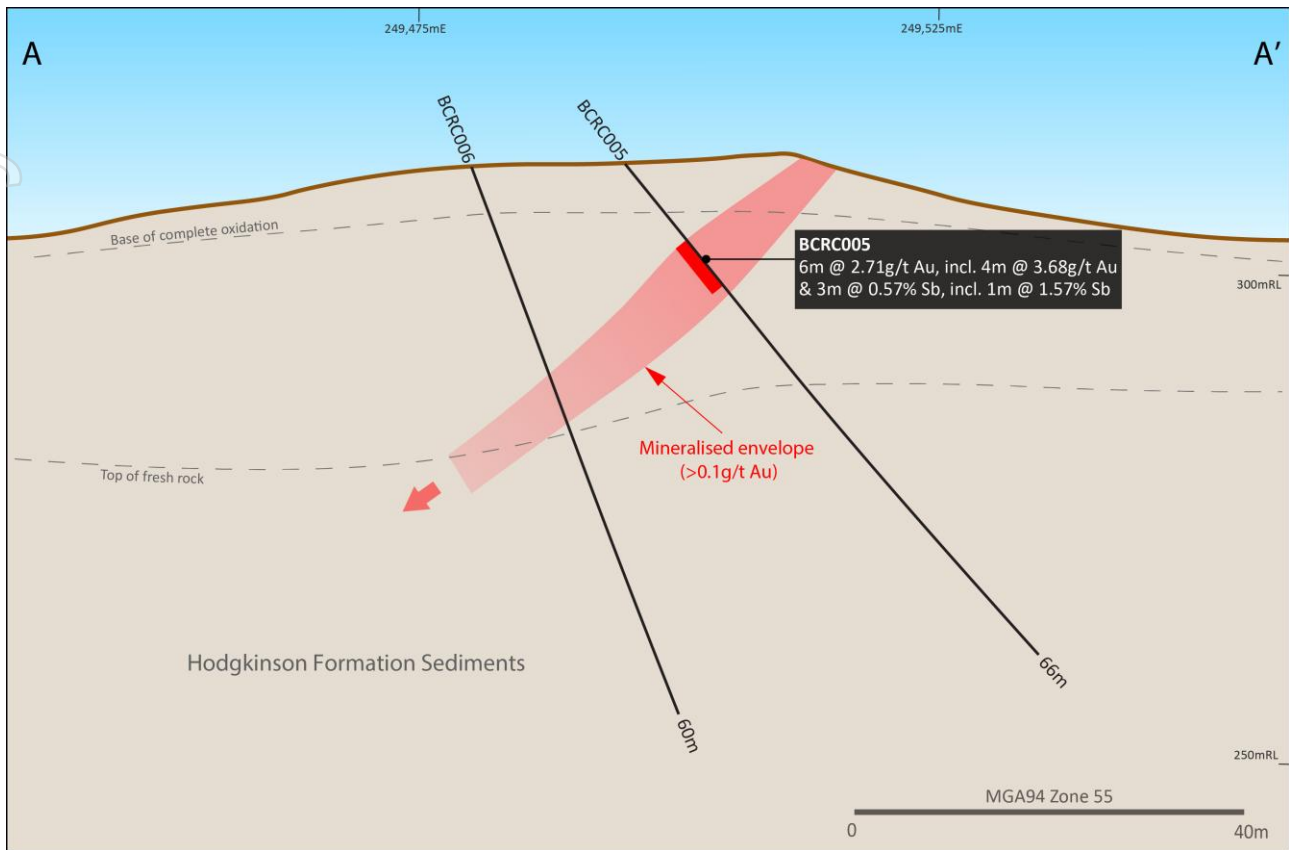 249,475mE
249,525mE
A
A'
BCRC006
BCRC005
Base of complete oxidation
BCRC005
6m @ 2.71g/t Au, incl. 4m @ 3.68g/t Au
& 3m @ 0.57% Sb, incl. 1m @ 1.57% Sb
300mRL
Mineralised envelope
(>0.1g/t Au)
Top of fresh rock
Hodgkinson Formation Sediments
66m
60m
250mRL
MGA94 Zone 55
0
40m